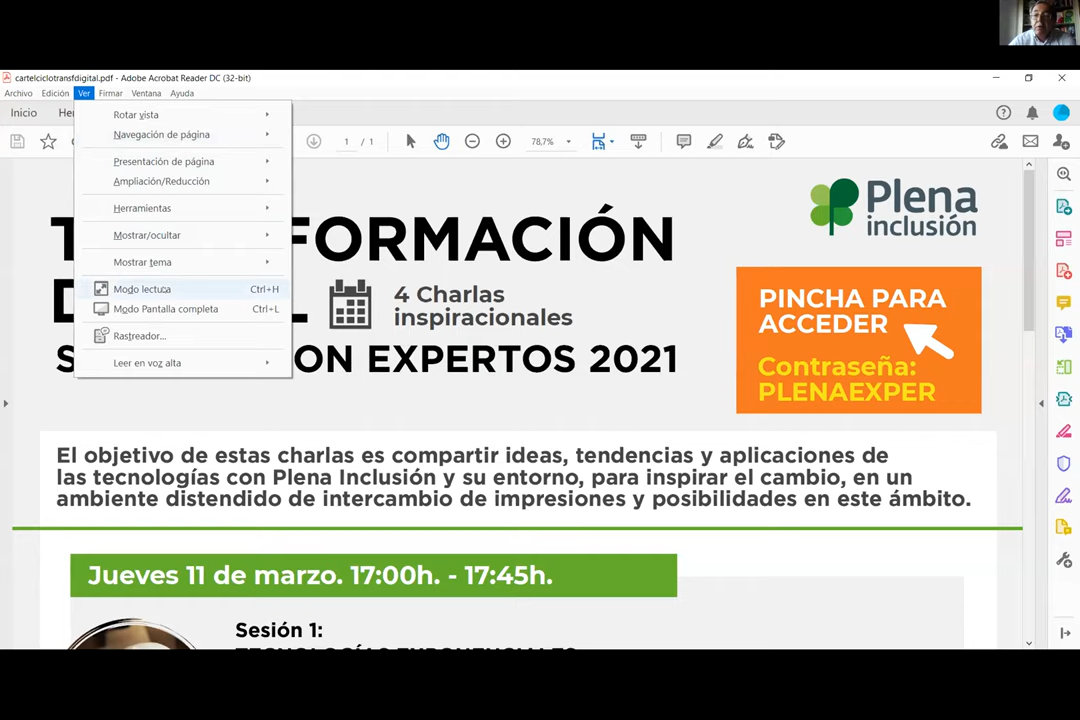 cartelciclotransfdigital.pdf - Adobe Acrobat Reader DC (32-bit)
Archivo Edición Ver Firmar Ventana Ayuda
Inicio
Rotar vista
Navegación de página
Presentación de página
Ampliación/Reducción
Herramientas
Mostrar/ocultar
Mostrar tema
Modo lectura Ctrl+H
Modo Pantalla completa Ctrl+L
Rastreador...
Leer en voz alta
1 / 1
78,7%
Plena
inclusión
FORMACIÓN
4 Charlas
inspiracionales
ON EXPERTOS 2021
PINCHA PARA
ACCEDER
Contraseña:
PLENAEXPER
El objetivo de estas charlas es compartir ideas, tendencias y aplicaciones de
las tecnologías con Plena Inclusión y su entorno, para inspirar el cambio, en un
ambiente distendido de intercambio de impresiones y posibilidades en este ámbito.
Jueves 11 de marzo. 17:00h. - 17:45h.
Sesión 1: